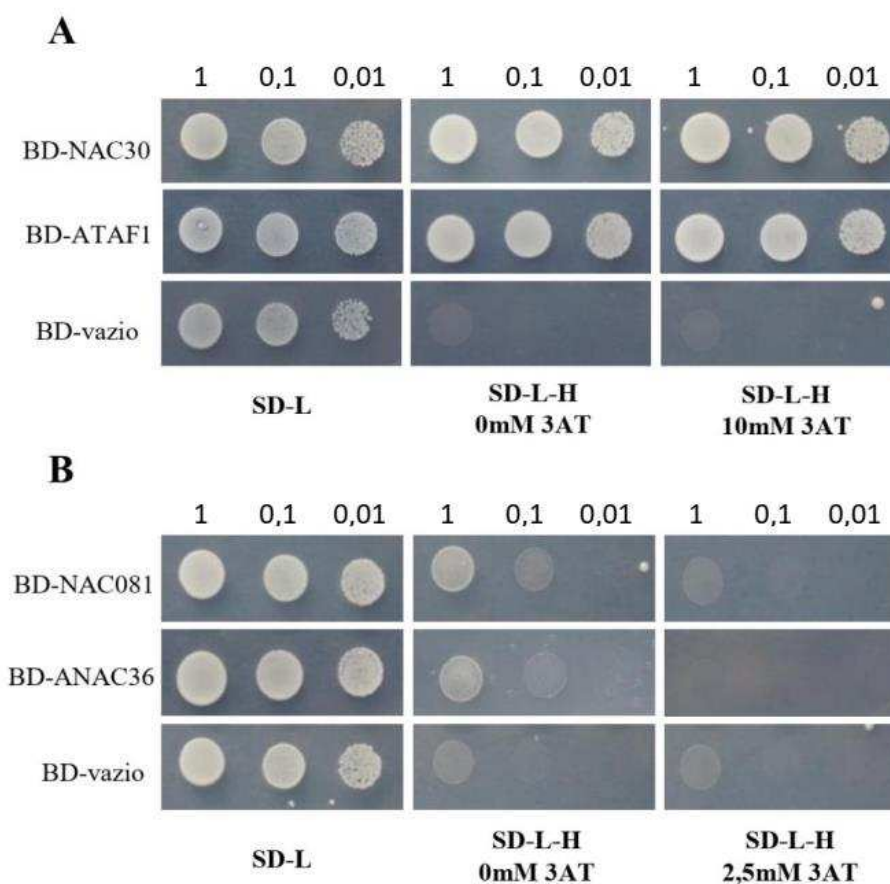 A
1 0,1 0,01 1 0,1 0,01 1 0,1 0,01
BD-NAC30
BD-ATAF1
BD-vazio
SD-L SD-L-H 0mM 3AT SD-L-H 10mM 3AT
B
1 0,1 0,01 1 0,1 0,01 1 0,1 0,01
BD-NAC081
BD-ANAC36
BD-vazio
SD-L SD-L-H 0mM 3AT SD-L-H 2,5mM 3AT